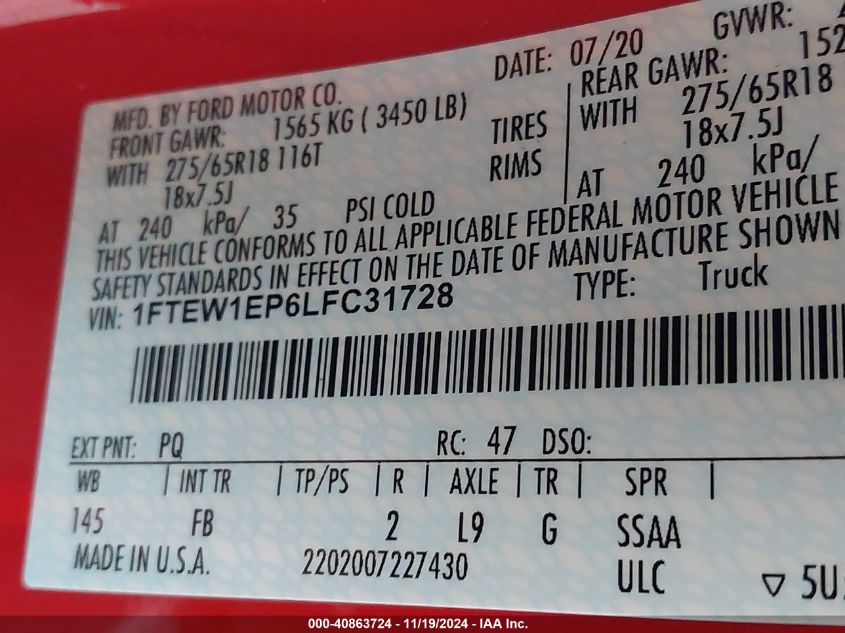 MFD. BY FORD MOTOR CO. DATE: 07/20 GVWR:
FRONT GAWR: 1565 KG ( 3450 LB) REAR GAWR: 152
WITH 275/65R18 116T TIRES WITH 275/65R18
18x7.5J RIMS 18x7.5J
AT 240 kPa/ 35 PSI COLD AT 240 kPa/
THIS VEHICLE CONFORMS TO ALL APPLICABLE FEDERAL MOTOR VEHICLE
SAFETY STANDARDS IN EFFECT ON THE DATE OF MANUFACTURE SHOWN
VIN: 1FTEW1EP6LFC31728 TYPE: Truck
EXT PNT: PQ RC: 47 DSO:
WB | INT TR | TP/PS | R | AXLE | TR | SPR |
145 FB 2 L9 G SSAA
MADE IN U.S.A. 2202007227430 ULC ▽ 5U
000-40863724 - 11/19/2024 - IAA Inc.